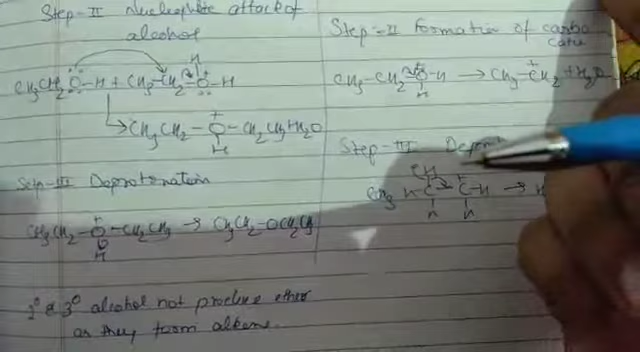 Step-II Nucleophilic attack of
alcohol
CH3CH2-Ö-H + CH3-CH2-O-H
H
+
→ CH3CH2-O-CH2CH3+H2O
+
H
Step-III Deprotonation
CH3CH2-O-CH2CH3 → CH3CH2-OCH2CH3
+
H
2° & 3° alcohol not produce ether
as they form alkene.
Step-II Formation of carbo
CH3-CH2-O-H → CH3-CH2+H2O
+
H
Step-III
C-C-H →
H H